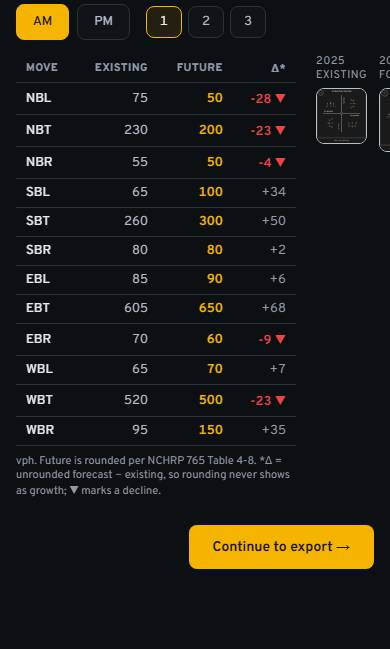 AM PM 1 2 3
MOVE EXISTING FUTURE Δ*
NBL 75 50 -28 ▼
NBT 230 200 -23 ▼
NBR 55 50 -4 ▼
SBL 65 100 +34
SBT 260 300 +50
SBR 80 80 +2
EBL 85 90 +6
EBT 605 650 +68
EBR 70 60 -9 ▼
WBL 65 70 +7
WBT 520 500 -23 ▼
WBR 95 150 +35
vph. Future is rounded per NCHRP 765 Table 4-8. *Δ =
unrounded forecast − existing, so rounding never shows
as growth; ▼ marks a decline.
2025
EXISTING
Continue to export →